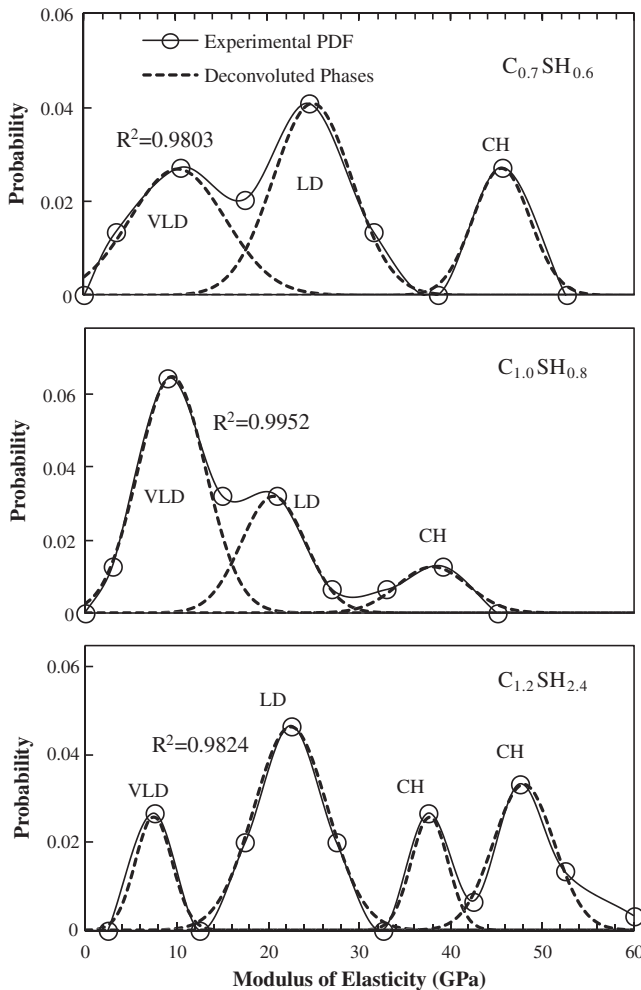 0.06
Experimental PDF
Deconvoluted Phases
C0.7SH0.6
0.04
R2=0.9803
CH
LD
VLD
0.02
0
Probability
C1.0SH0.8
0.06
R2=0.9952
0.04
VLD
LD
CH
0.02
0
Probability
0.06
C1.2SH2.4
LD
R2=0.9824
CH
0.04
VLD
CH
0.02
0
Probability
0 10 20 30 40 50 60
Modulus of Elasticity (GPa)